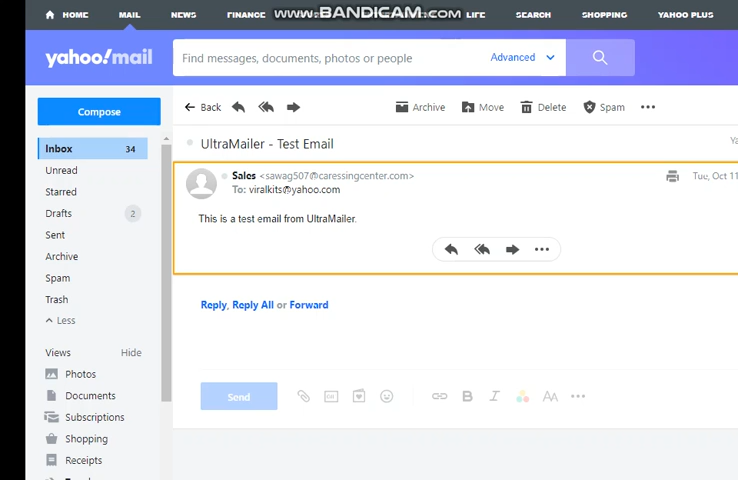 HOME MAIL NEWS FINANCE LIFE SEARCH SHOPPING YAHOO PLUS
www.BANDICAM.com
yahoo!mail
Find messages, documents, photos or people Advanced
Compose
Back Archive Move Delete Spam
UltraMailer - Test Email
Inbox 34
Unread
Starred
Drafts 2
Sent
Archive
Spam
Trash
Less
Views Hide
Photos
Documents
Subscriptions
Shopping
Receipts
Sales <sawag507@caressingcenter.com> Tue, Oct 11
To: viralkits@yahoo.com
This is a test email from UltraMailer.
Reply, Reply All or Forward
Send GIF B I AA